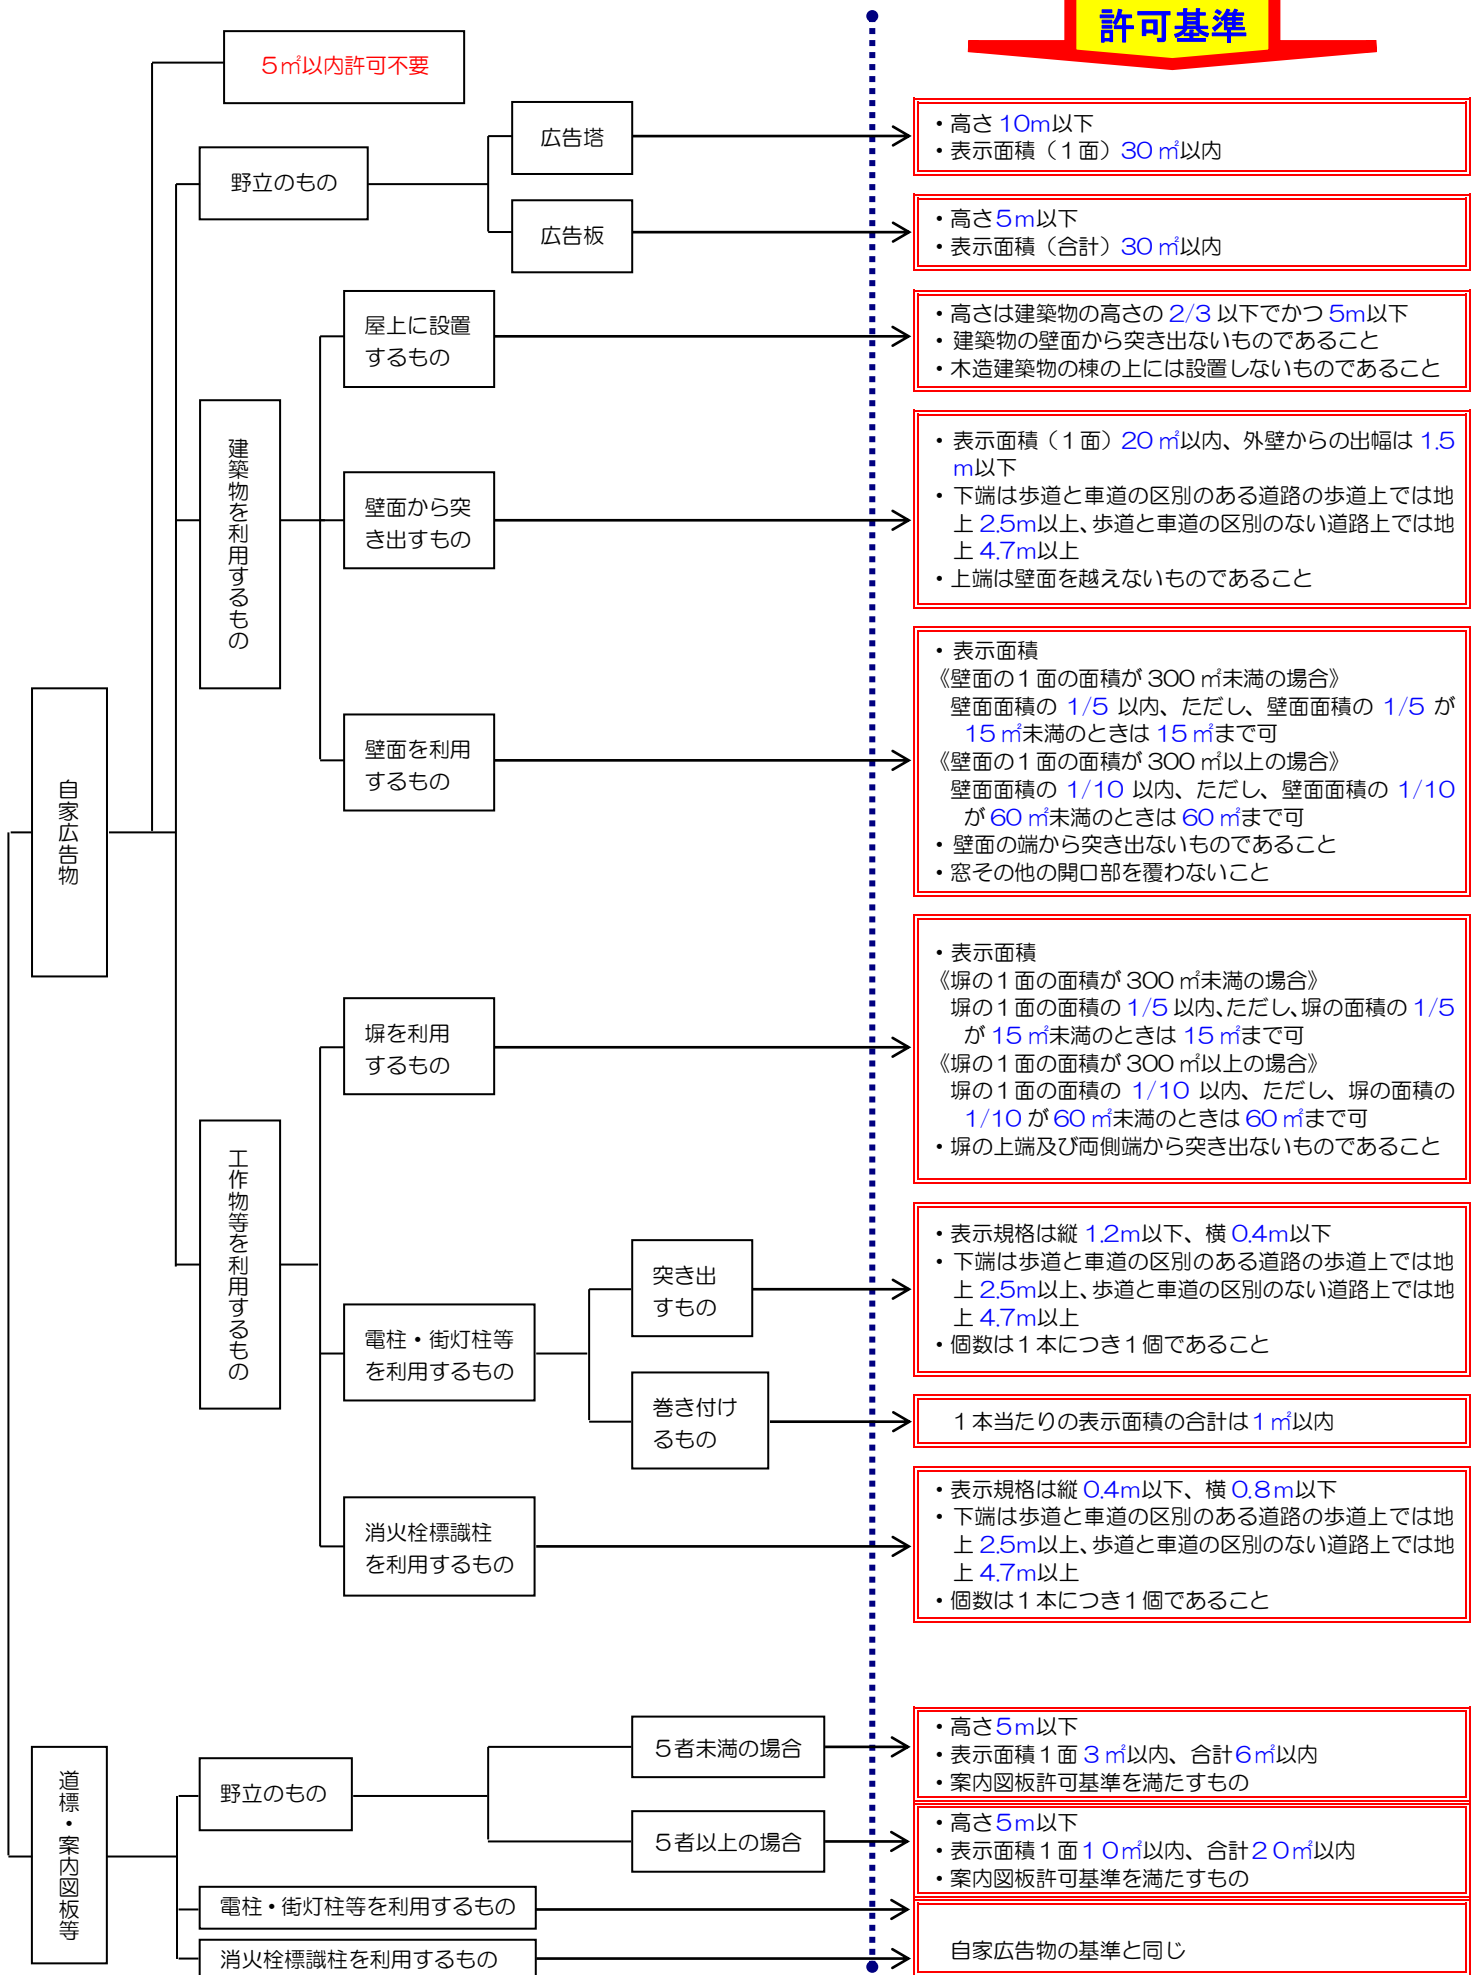 許可基準
５㎡以内許可不要
広告塔
・高さ 10m以下
・表示面積（１面）30 ㎡以内
野立のもの
広告板
・高さ５m以下
・表示面積（合計）30 ㎡以内
屋上に設置
するもの
・高さは建築物の高さの 2/3 以下でかつ 5m以下
・建築物の壁面から突き出ないものであること
・木造建築物の棟の上には設置しないものであること
建築物を利用するもの
壁面から突
き出すもの
・表示面積（１面）20 ㎡以内、外壁からの出幅は 1.5
m以下
・下端は歩道と車道の区別のある道路の歩道上では地
上 2.5m以上、歩道と車道の区別のない道路上では地
上 4.7m以上
・上端は壁面を越えないものであること
壁面を利用
するもの
・表示面積
《壁面の１面の面積が 300 ㎡未満の場合》
壁面面積の 1/5 以内、ただし、壁面面積の 1/5 が
15 ㎡未満のときは 15 ㎡まで可
《壁面の１面の面積が 300 ㎡以上の場合》
壁面面積の 1/10 以内、ただし、壁面面積の 1/10
が 60 ㎡未満のときは 60 ㎡まで可
・壁面の端から突き出ないものであること
・窓その他の開口部を覆わないこと
自家広告物
塀を利用
するもの
・表示面積
《塀の１面の面積が 300 ㎡未満の場合》
塀の１面の面積の 1/5 以内、ただし、塀の面積の 1/5
が 15 ㎡未満のときは 15 ㎡まで可
《塀の１面の面積が 300 ㎡以上の場合》
塀の１面の面積の 1/10 以内、ただし、塀の面積の
1/10 が 60 ㎡未満のときは 60 ㎡まで可
・塀の上端及び両側端から突き出ないものであること
工作物等を利用するもの
電柱・街灯柱等
を利用するもの
突き出
すもの
・表示規格は縦 1.2m以下、横 0.4m以下
・下端は歩道と車道の区別のある道路の歩道上では地
上 2.5m以上、歩道と車道の区別のない道路上では地
上 4.7m以上
・個数は１本につき１個であること
巻き付け
るもの
１本当たりの表示面積の合計は１㎡以内
消火栓標識柱
を利用するもの
・表示規格は縦 0.4m以下、横 0.8m以下
・下端は歩道と車道の区別のある道路の歩道上では地
上 2.5m以上、歩道と車道の区別のない道路上では地
上 4.7m以上
・個数は１本につき１個であること
道標・案内図板等
野立のもの
５者未満の場合
・高さ５m以下
・表示面積１面３㎡以内、合計６㎡以内
・案内図板許可基準を満たすもの
５者以上の場合
・高さ５m以下
・表示面積１面１０㎡以内、合計２０㎡以内
・案内図板許可基準を満たすもの
電柱・街灯柱等を利用するもの
消火栓標識柱を利用するもの
自家広告物の基準と同じ